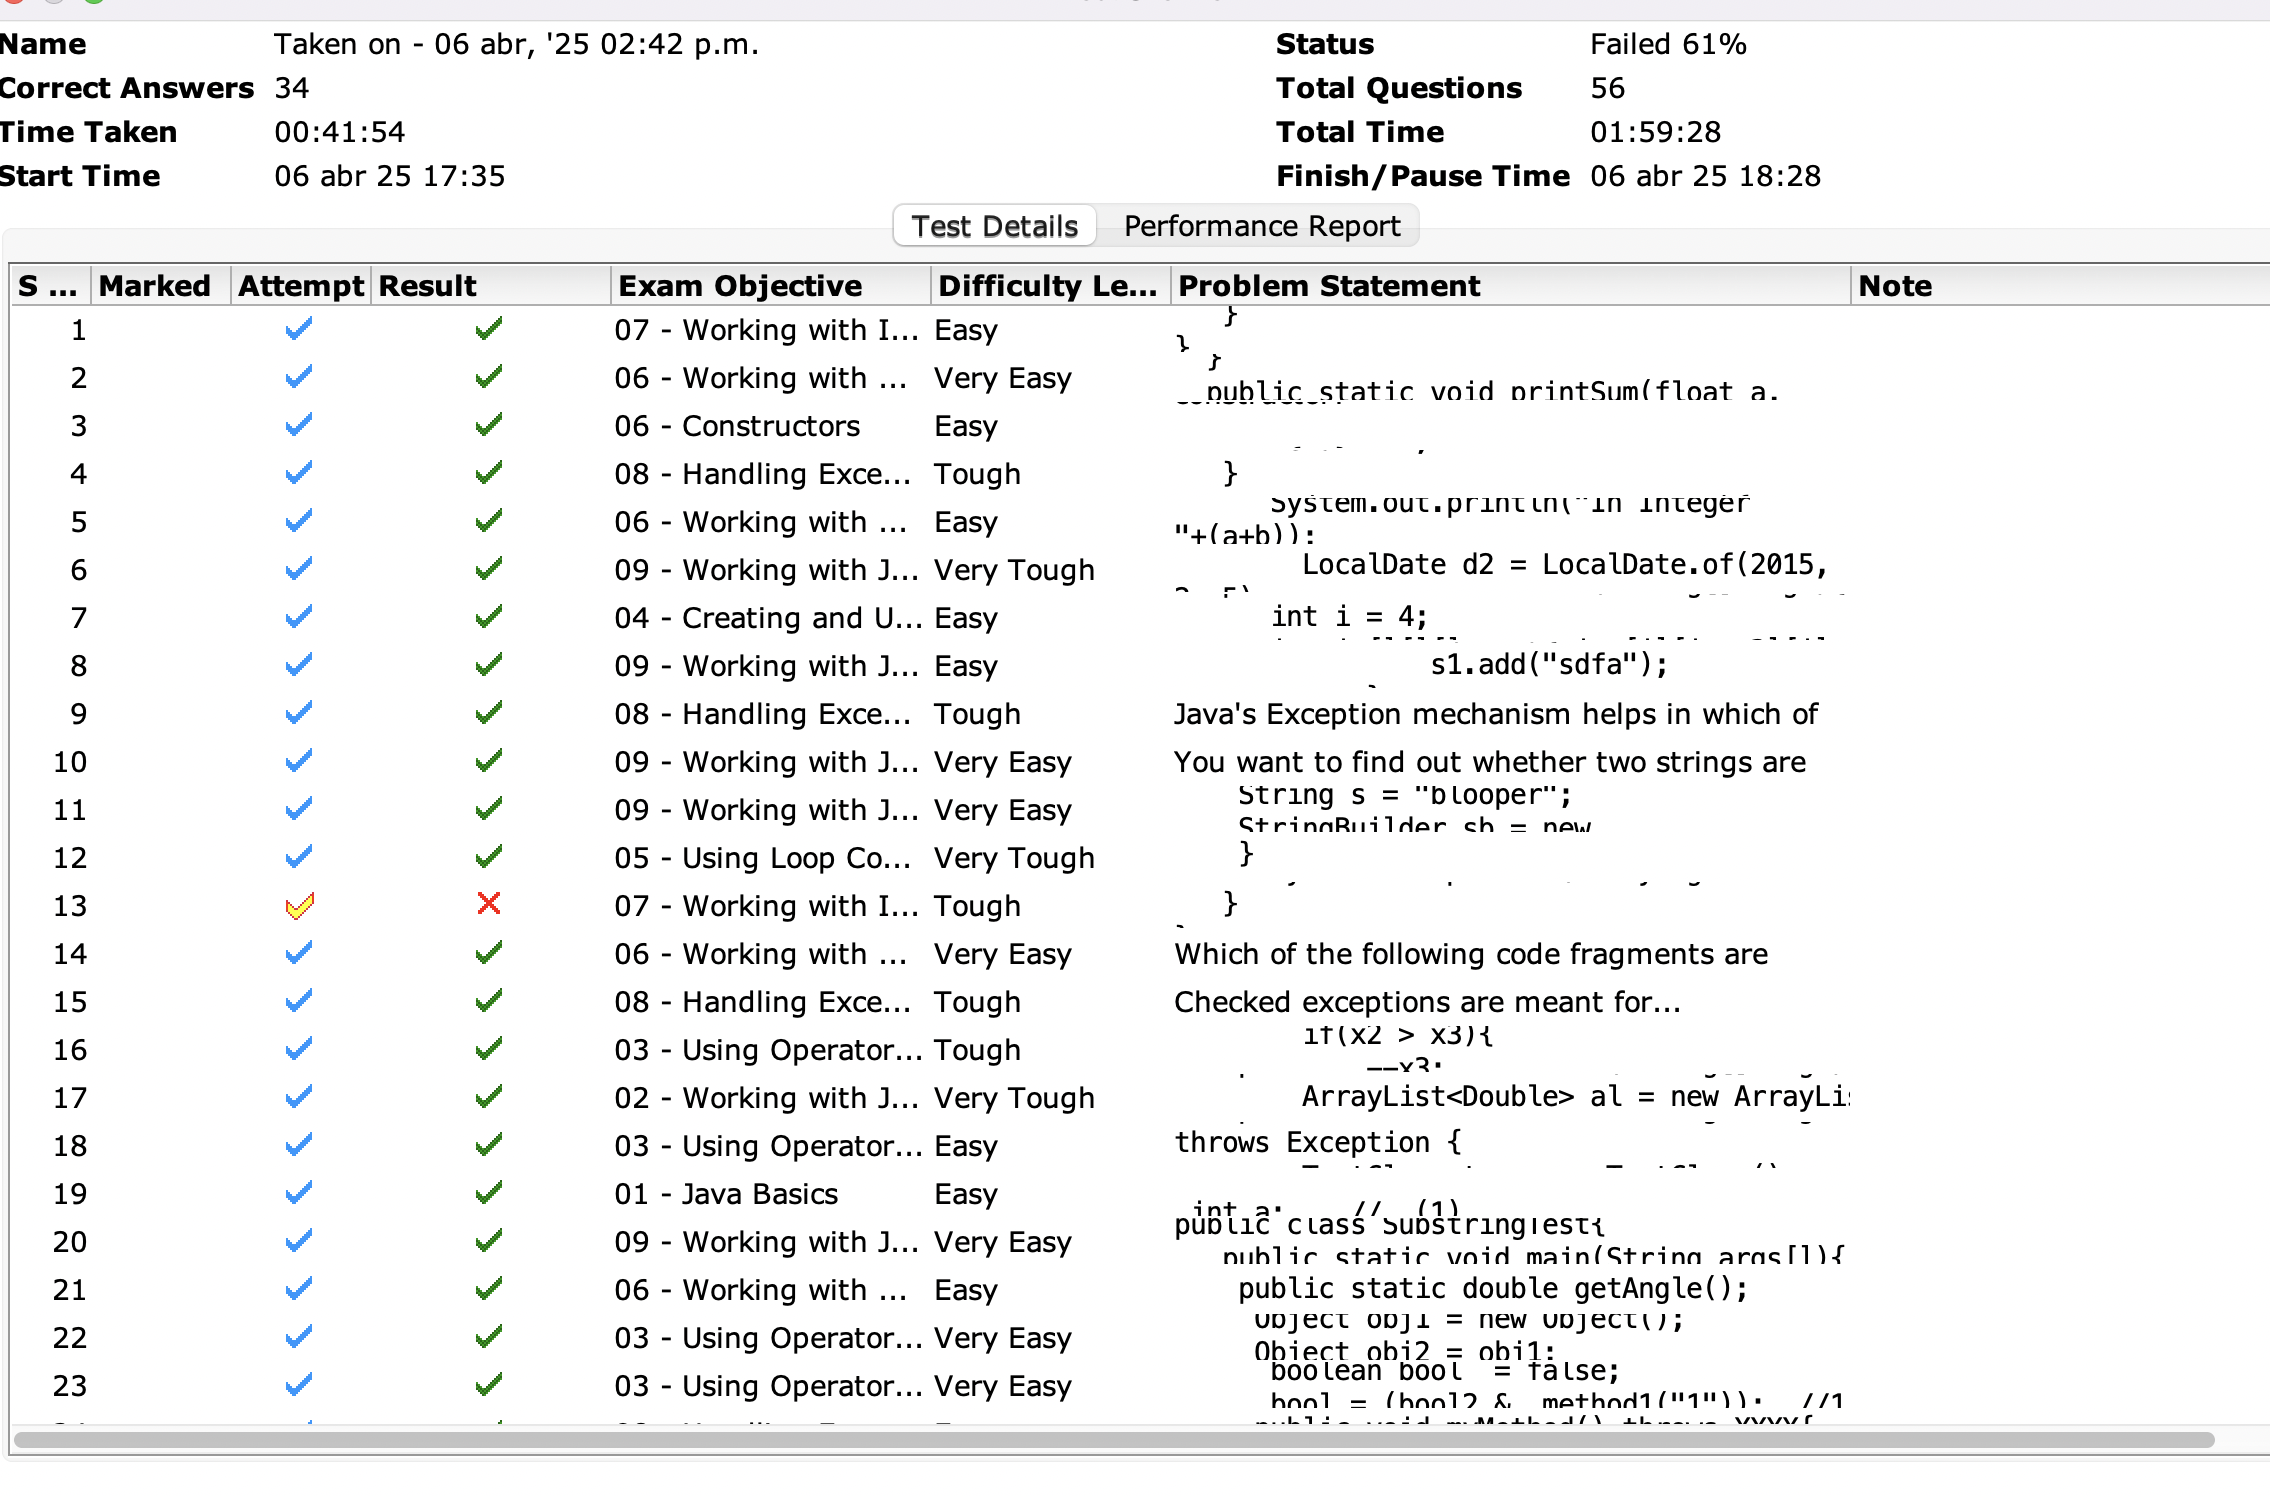 Name Taken on - 06 abr, '25 02:42 p.m. Status Failed 61%
Correct Answers 34 Total Questions 56
Time Taken 00:41:54 Total Time 01:59:28
Start Time 06 abr 25 17:35 Finish/Pause Time 06 abr 25 18:28
Test Details Performance Report
S ... Marked Attempt Result Exam Objective Difficulty Le... Problem Statement Note
1 07 - Working with I... Easy }
}
2 06 - Working with ... Very Easy }
public static void printSum(float a,
3 06 - Constructors Easy
4 08 - Handling Exce... Tough }
5 06 - Working with ... Easy System.out.println("In Integer
"+(a+b));
6 09 - Working with J... Very Tough LocalDate d2 = LocalDate.of(2015,
7 04 - Creating and U... Easy int i = 4;
8 09 - Working with J... Easy s1.add("sdfa");
9 08 - Handling Exce... Tough Java's Exception mechanism helps in which of
10 09 - Working with J... Very Easy You want to find out whether two strings are
11 09 - Working with J... Very Easy String s = "blooper";
StringBuilder sb = new
12 05 - Using Loop Co... Very Tough }
13 07 - Working with I... Tough }
14 06 - Working with ... Very Easy Which of the following code fragments are
15 08 - Handling Exce... Tough Checked exceptions are meant for...
16 03 - Using Operator... Tough if(x2 > x3){
--x3;
17 02 - Working with J... Very Tough ArrayList<Double> al = new ArrayLi
18 03 - Using Operator... Easy throws Exception {
19 01 - Java Basics Easy int a; // (1)
20 09 - Working with J... Very Easy public class SubstringTest{
public static void main(String args[]){
21 06 - Working with ... Easy public static double getAngle();
22 03 - Using Operator... Very Easy Object obj1 = new Object();
Object obj2 = obj1;
23 03 - Using Operator... Very Easy boolean bool = false;
bool = (bool2 & method1("1")); //1
public void myMethod() throws XXXX{